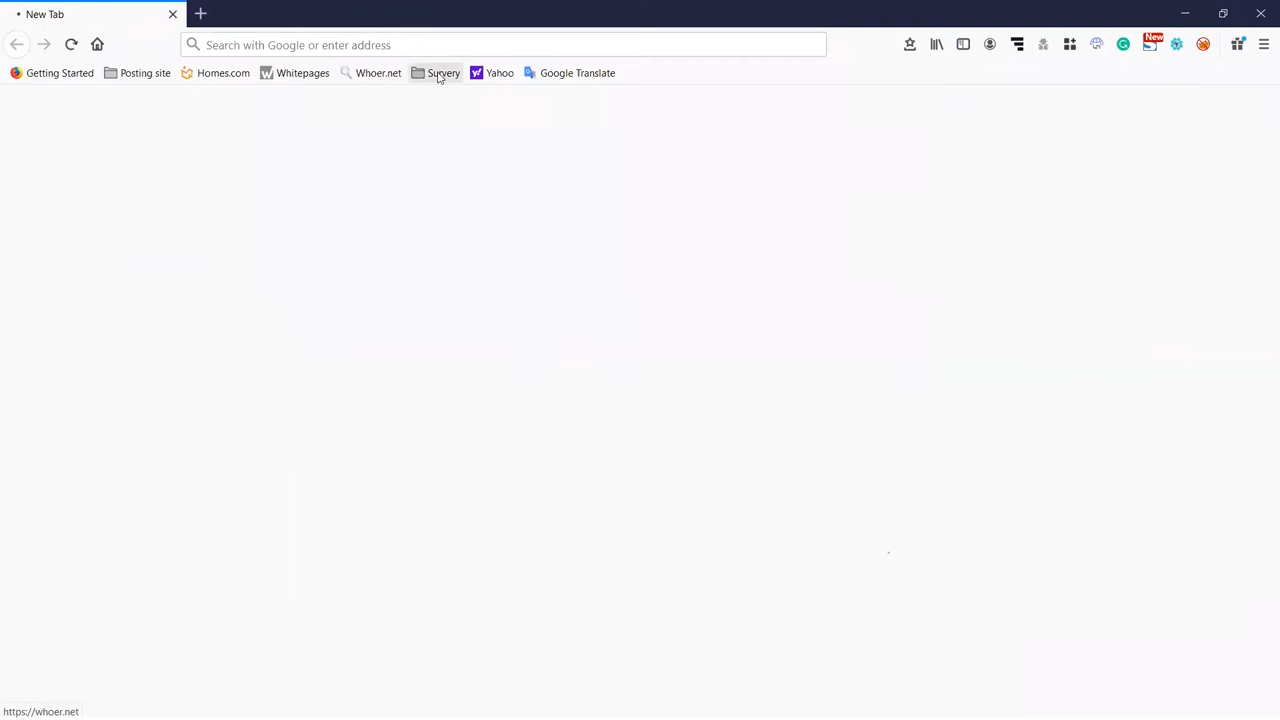 New Tab
Search with Google or enter address
New
Getting Started Posting site Homes.com Whitepages Whoer.net Survery Yahoo Google Translate
https://whoer.net